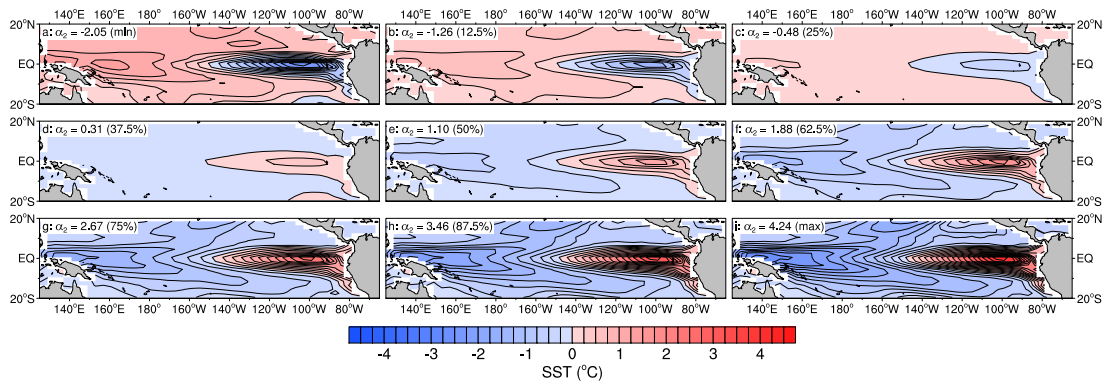 140°E 160°E 180° 160°W 140°W 120°W 100°W 80°W 140°E 160°E 180° 160°W 140°W 120°W 100°W 80°W 140°E 160°E 180° 160°W 140°W 120°W 100°W 80°W
20°N a: α2 = -2.05 (min) b: α2 = -1.26 (12.5%) c: α2 = -0.48 (25%) 20°N
EQ EQ
20°S 20°S
20°N d: α2 = 0.31 (37.5%) e: α2 = 1.10 (50%) f: α2 = 1.88 (62.5%) 20°N
EQ EQ
20°S 20°S
20°N g: α2 = 2.67 (75%) h: α2 = 3.46 (87.5%) i: α2 = 4.24 (max) 20°N
EQ EQ
20°S 20°S
140°E 160°E 180° 160°W 140°W 120°W 100°W 80°W 140°E 160°E 180° 160°W 140°W 120°W 100°W 80°W 140°E 160°E 180° 160°W 140°W 120°W 100°W 80°W
-4 -3 -2 -1 0 1 2 3 4
SST (°C)